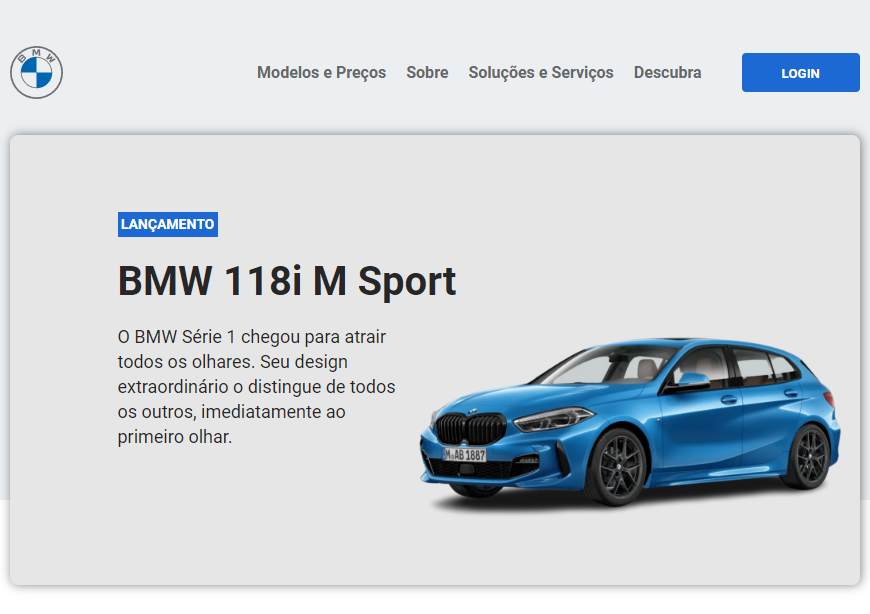 BMW
Modelos e Preços Sobre Soluções e Serviços Descubra LOGIN
LANÇAMENTO
BMW 118i M Sport
O BMW Série 1 chegou para atrair
todos os olhares. Seu design
extraordinário o distingue de todos
os outros, imediatamente ao
primeiro olhar.
M AB 1887